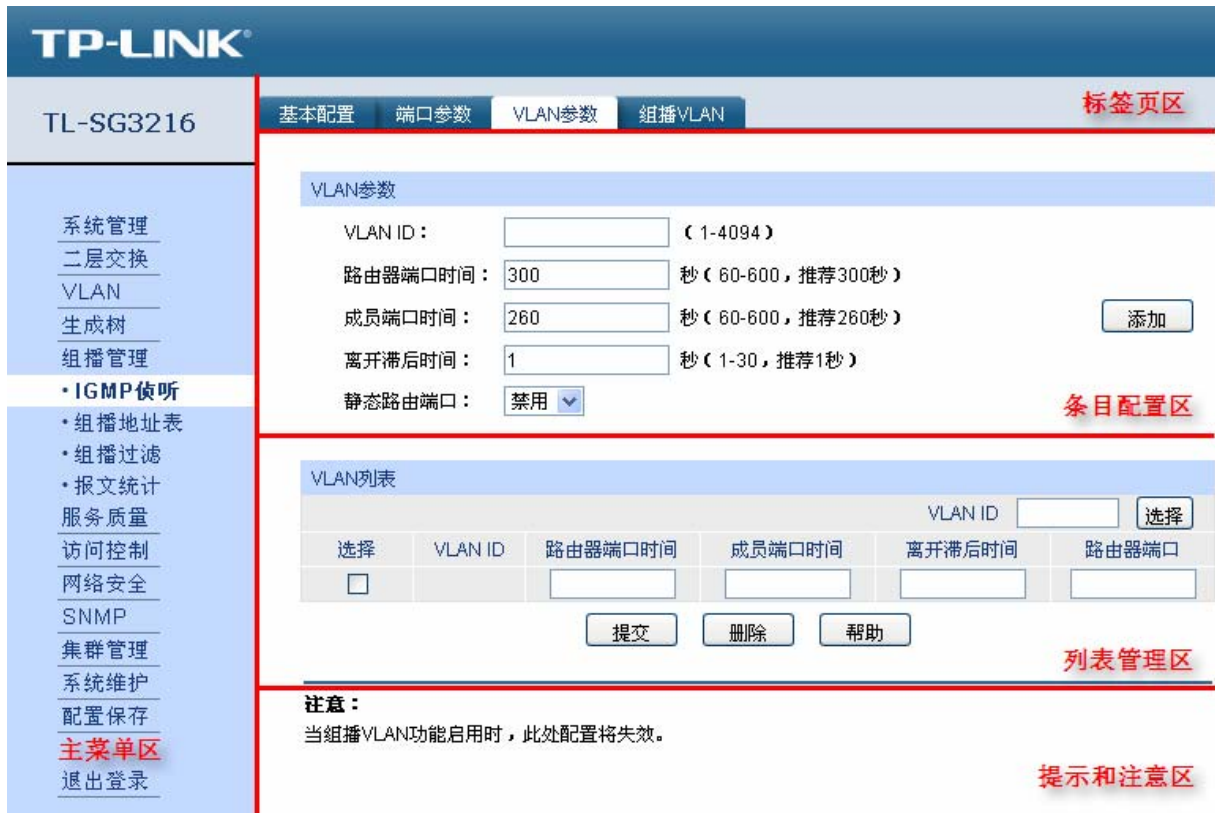 TP-LINK®
TL-SG3216
基本配置 端口参数 VLAN参数 组播VLAN
标签页区
系统管理
二层交换
VLAN
生成树
组播管理
·IGMP侦听
·组播地址表
·组播过滤
·报文统计
服务质量
访问控制
网络安全
SNMP
集群管理
系统维护
配置保存
主菜单区
退出登录
VLAN参数
VLAN ID： （1-4094）
路由器端口时间： 300 秒（60-600，推荐300秒）
成员端口时间： 260 秒（60-600，推荐260秒）
添加
离开滞后时间： 1 秒（1-30，推荐1秒）
静态路由端口： 禁用
条目配置区
VLAN列表
VLAN ID 选择
选择 VLAN ID 路由器端口时间 成员端口时间 离开滞后时间 路由器端口
提交 删除 帮助
列表管理区
注意：
当组播VLAN功能启用时，此处配置将失效。
提示和注意区